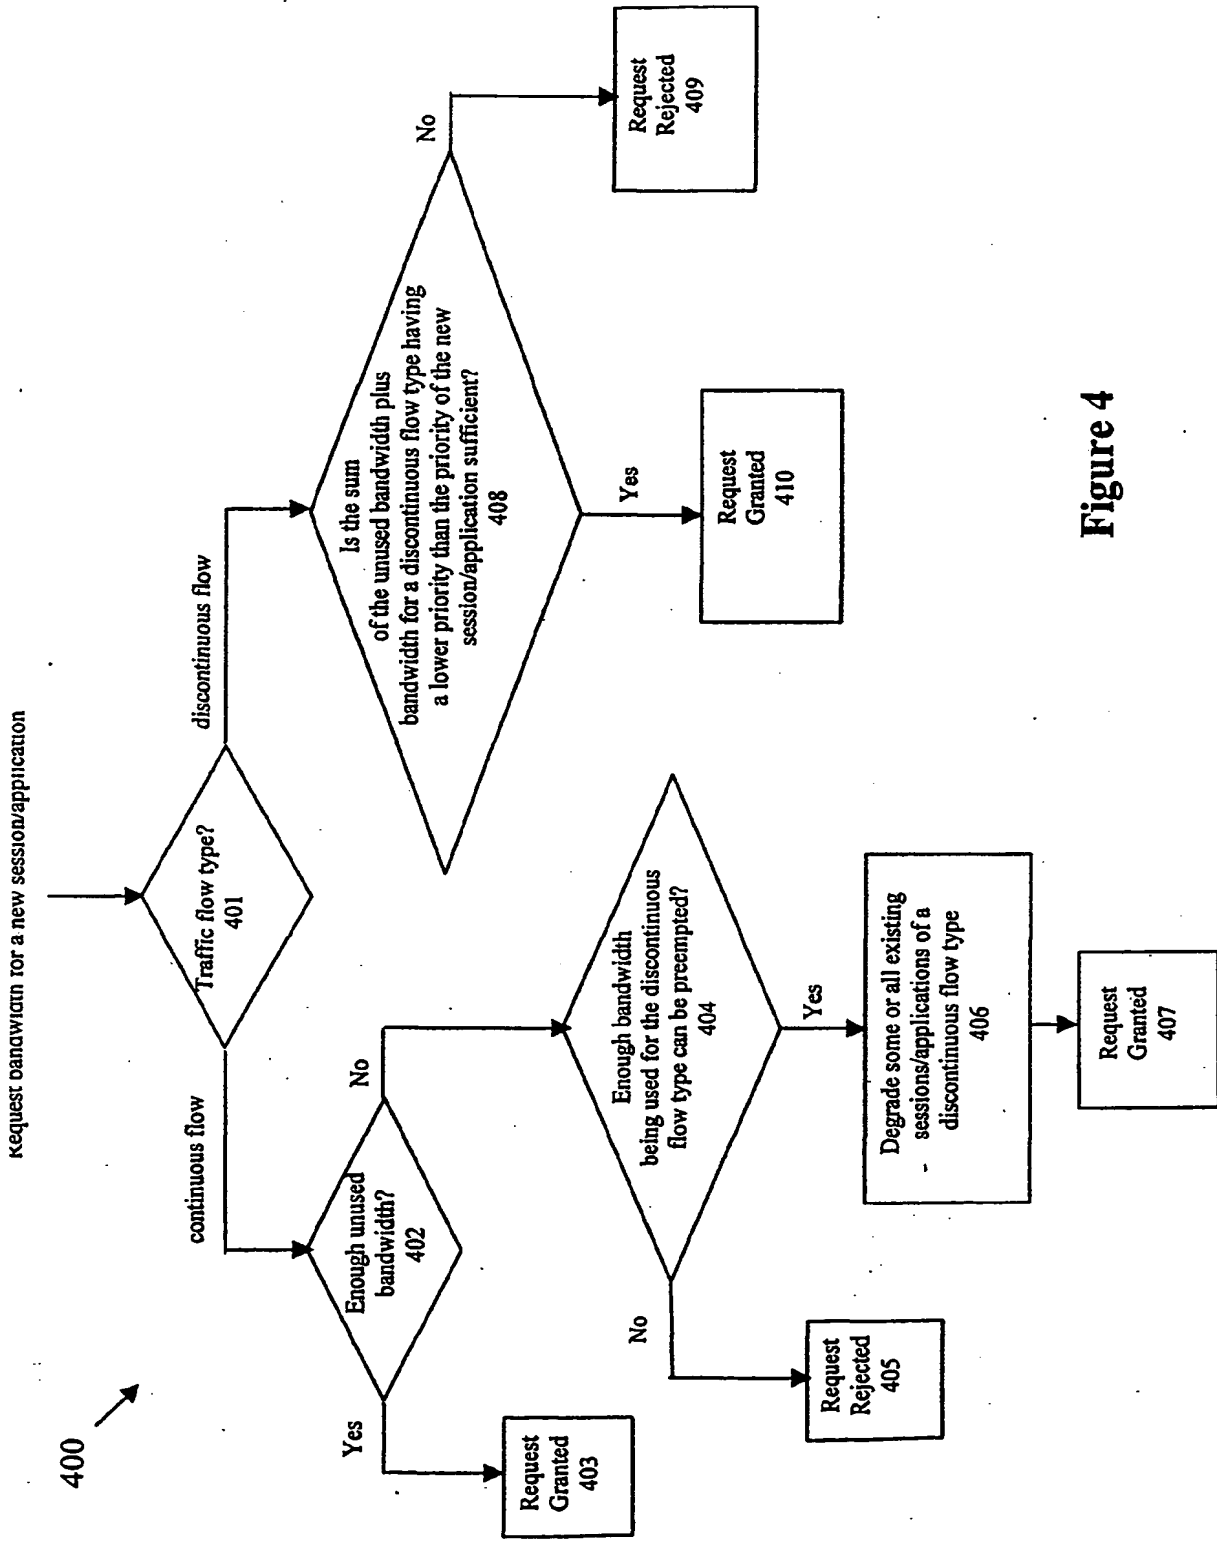 Request bandwidth for a new session/application
400
Traffic flow type?
401
continuous flow
discontinuous flow
Enough unused
bandwidth?
402
Yes
No
Request
Granted
403
Enough bandwidth
being used for the discontinuous
flow type can be preempted?
404
No
Yes
Request
Rejected
405
Degrade some or all existing
sessions/applications of a
discontinuous flow type
406
Request
Granted
407
Is the sum
of the unused bandwidth plus
bandwidth for a discontinuous flow type having
a lower priority than the priority of the new
session/application sufficient?
408
No
Yes
Request
Rejected
409
Request
Granted
410
Figure 4